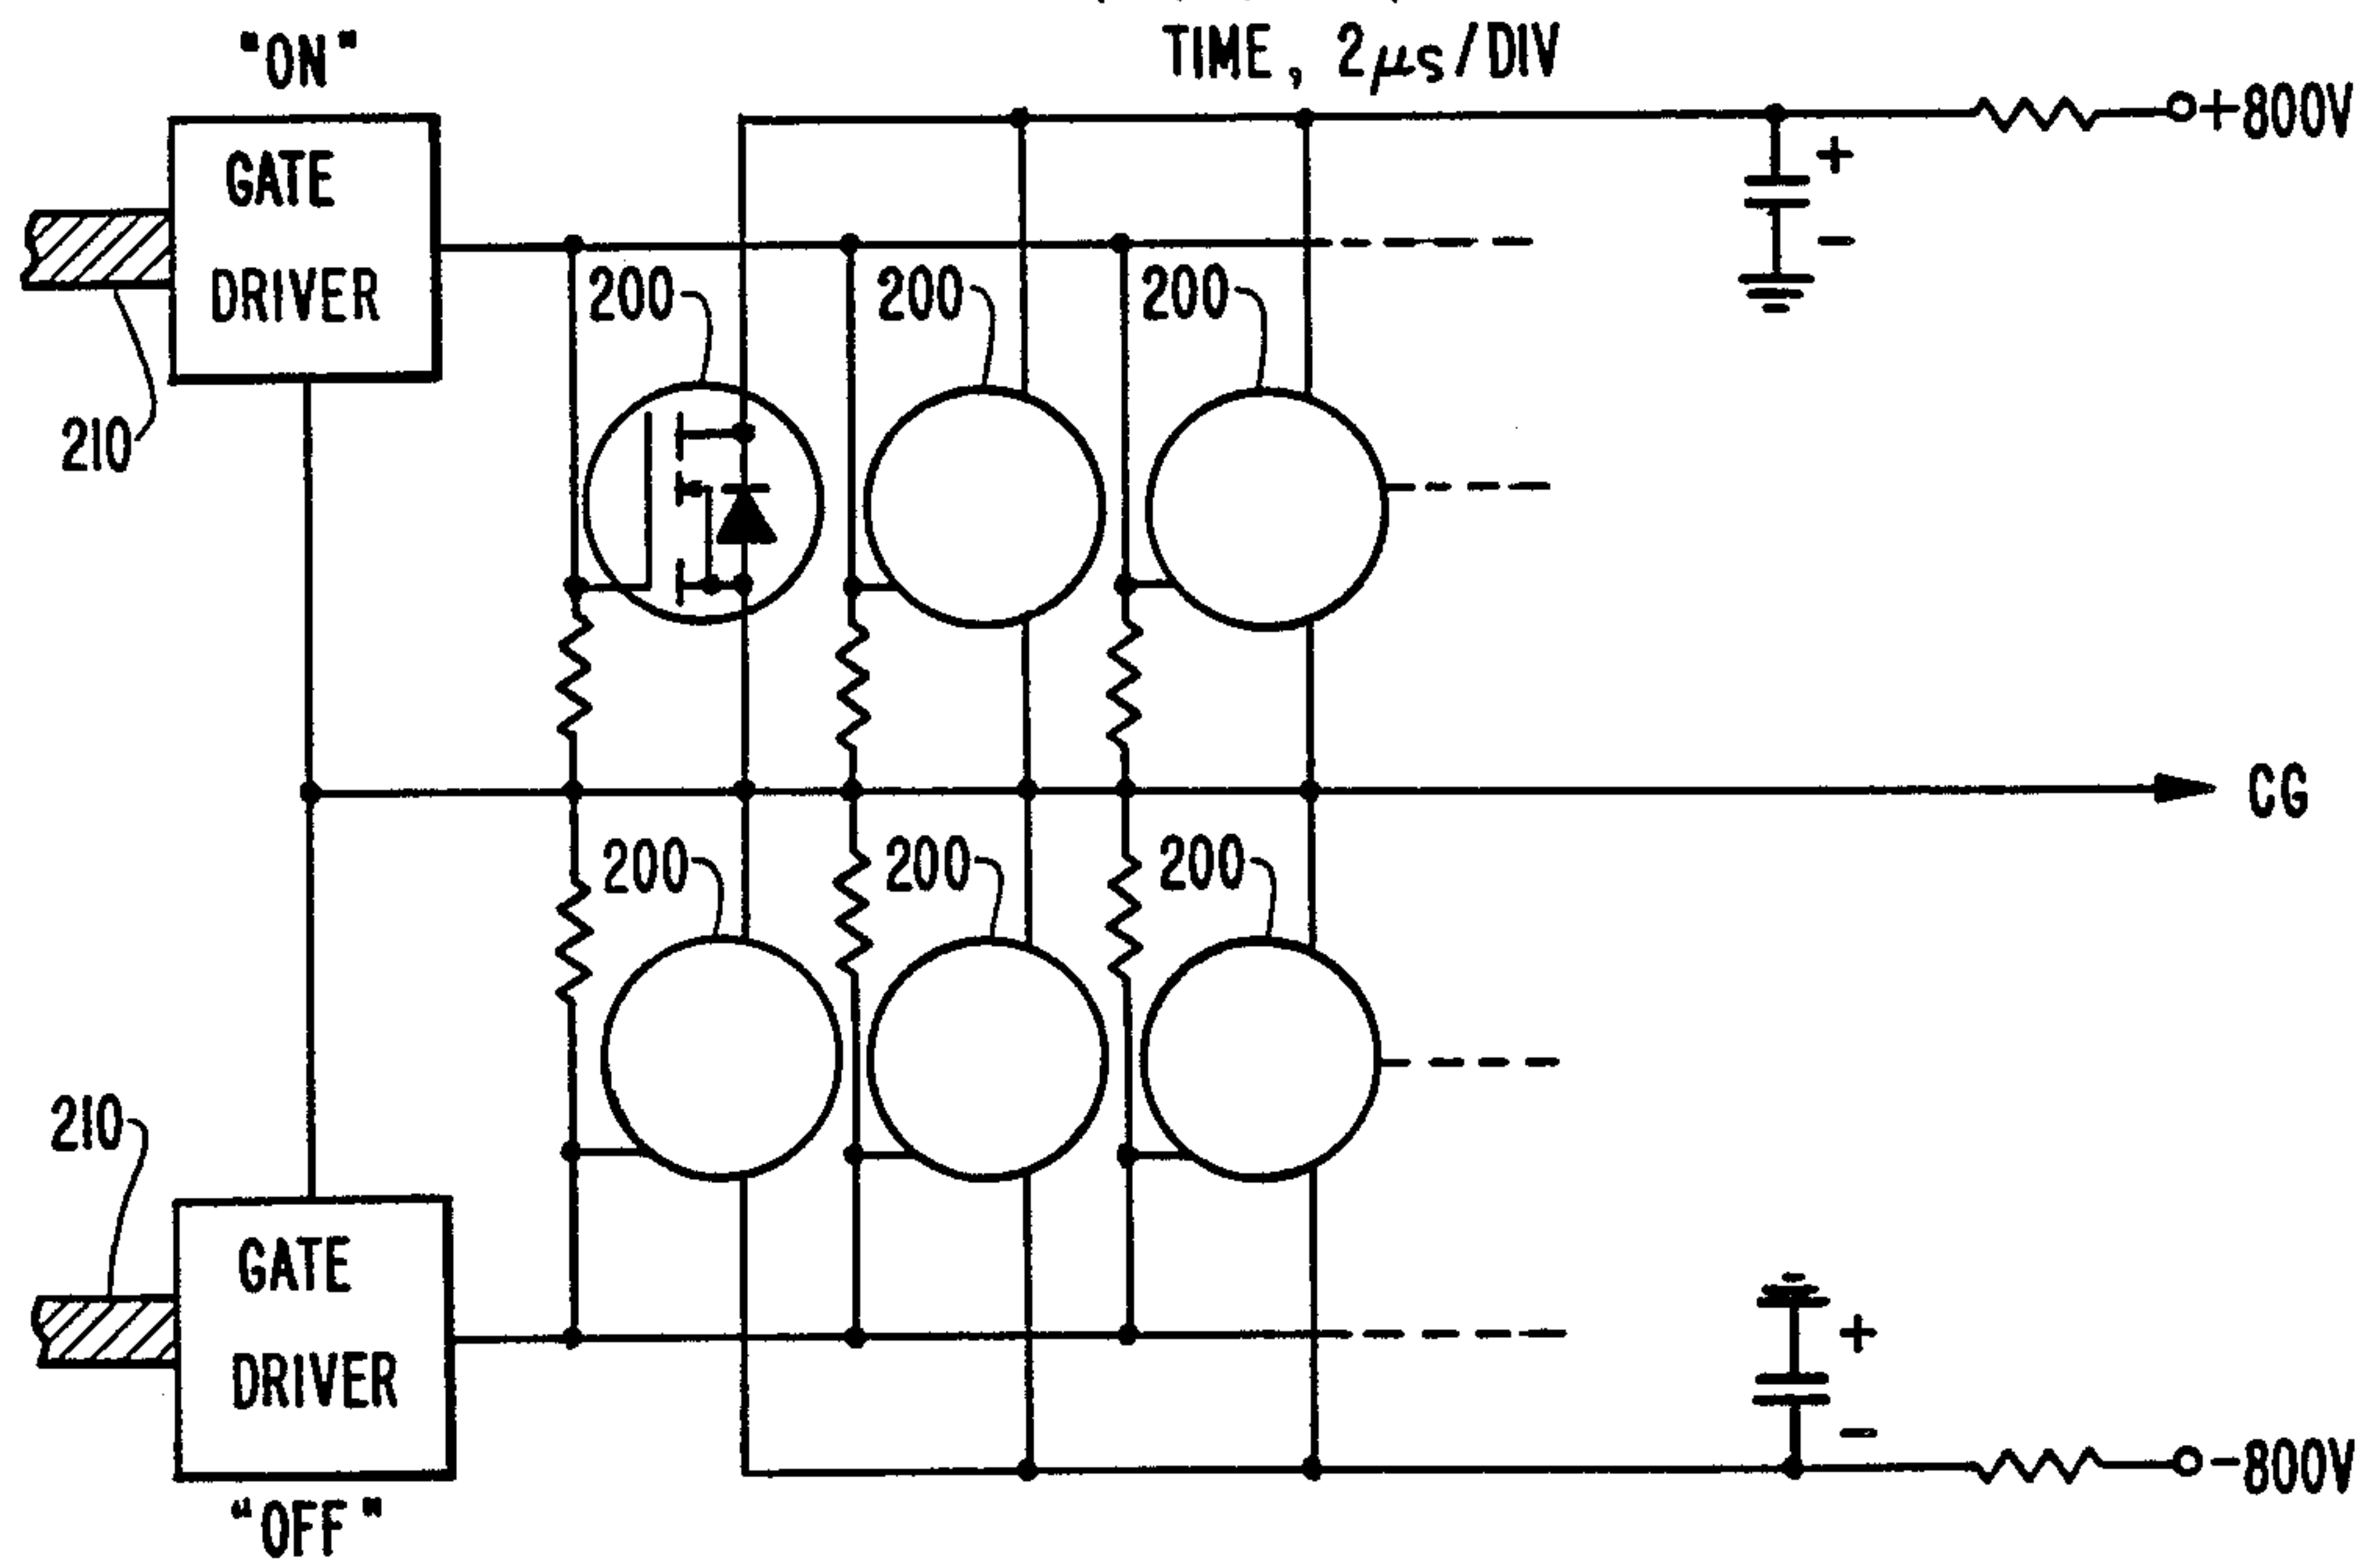 TIME, 2μs/DIV
"ON"
GATE
DRIVER
210
+800V
+
−
200
200
200
CG
200
200
200
210
GATE
DRIVER
"OFF"
+
−
−800V